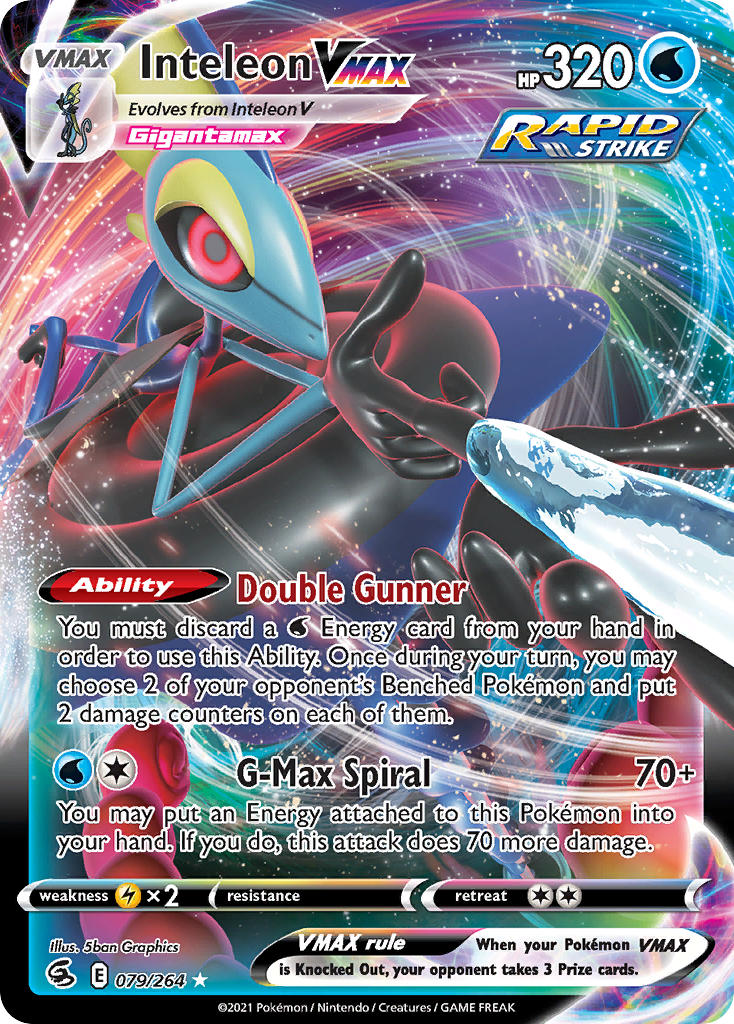 VMAX
Inteleon VMAX
HP 320
Evolves from Inteleon V
Gigantamax
RAPID
STRIKE
Ability Double Gunner
You must discard a Energy card from your hand in
order to use this Ability. Once during your turn, you may
choose 2 of your opponent's Benched Pokémon and put
2 damage counters on each of them.
G-Max Spiral 70+
You may put an Energy attached to this Pokémon into
your hand. If you do, this attack does 70 more damage.
weakness ×2 resistance retreat
Illus. 5ban Graphics
VMAX rule When your Pokémon VMAX
is Knocked Out, your opponent takes 3 Prize cards.
E 079/264
©2021 Pokémon / Nintendo / Creatures / GAME FREAK